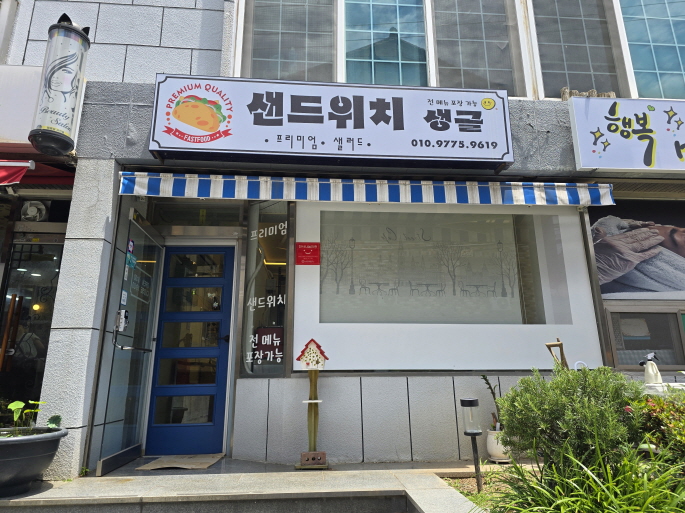 PREMIUM QUALITY
FASTFOOD
샌드위치
전 메뉴 포장 가능
생글
• 프리미엄 • 샐러드 •
010.9775.9619
행복
Beauty
프리미엄
샌드위치
전 메뉴
포장가능